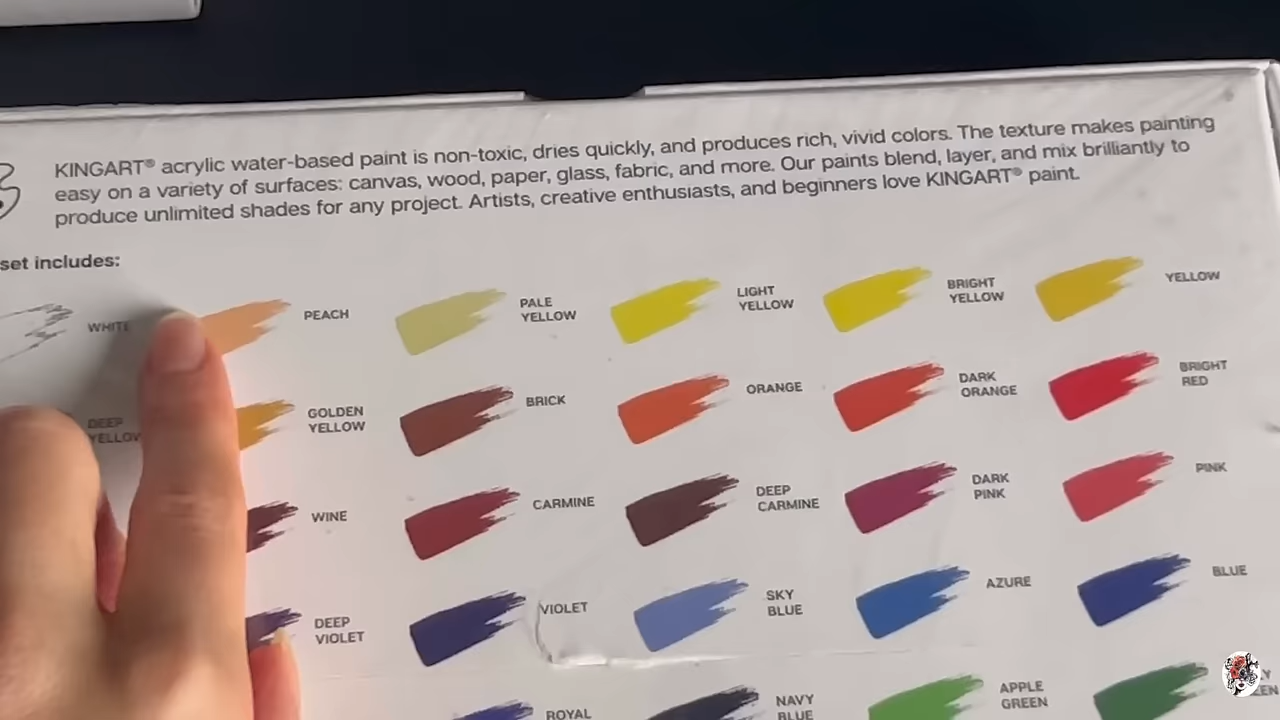 KINGART® acrylic water-based paint is non-toxic, dries quickly, and produces rich, vivid colors. The texture makes painting
easy on a variety of surfaces: canvas, wood, paper, glass, fabric, and more. Our paints blend, layer, and mix brilliantly to
produce unlimited shades for any project. Artists, creative enthusiasts, and beginners love KINGART® paint.
set includes:
WHITE
PEACH
PALE
YELLOW
LIGHT
YELLOW
BRIGHT
YELLOW
YELLOW
DEEP
YELLOW
GOLDEN
YELLOW
BRICK
ORANGE
DARK
ORANGE
BRIGHT
RED
WINE
CARMINE
DEEP
CARMINE
DARK
PINK
PINK
DEEP
VIOLET
VIOLET
SKY
BLUE
AZURE
BLUE
ROYAL
NAVY
BLUE
APPLE
GREEN